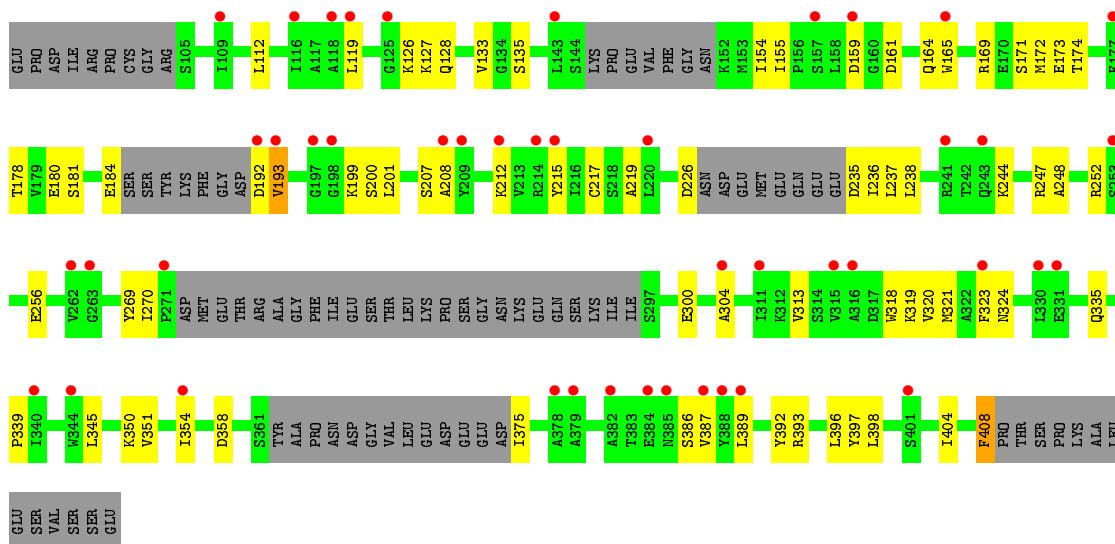 GLU PRO ASP ILE ARG PRO CYS GLY ARG S105 I109 L112 I116 A117 A118 L119 G125 K126 K127 Q128 V133 G134 S135 L143 S144 LYS PRO GLU VAL PHE GLY ASN K152 M153 I154 I155 P156 S157 L158 D159 G160 D161 Q164 W165 R169 E170 S171 M172 E173 T174
T178 V179 E180 S181 E184 SER SER TYR LYS PHE GLY ASP D192 V193 G197 G198 K199 S200 L201 S207 A208 Y209 K212 V213 R214 Y215 I216 C217 S218 A219 L220 D226 ASN ASP GLU MET GLU GLN GLU GLU D235 I236 L237 L238 R241 T242 Q243 K244 R247 A248 R252
E256 V262 G263 Y269 I270 P271 ASP MET GLU THR ARG ALA GLY PHE ILE GLU SER THR LEU LYS PRO SER GLY ASN LYS GLU GLN SER LYS ILE ILE S297 E300 A304 I311 K312 V313 S314 V315 A316 D317 W318 K319 V320 M321 A322 F323 N324 L330 E331 Q335
P339 I340 W344 L345 K350 V351 I354 D358 S361 TYR ALA PRO ASN ASP GLY VAL LEU GLU ASP GLU GLU ASP I375 A378 A379 A382 T383 E384 N385 S386 V387 Y388 L389 Y392 R393 L396 Y397 L398 S401 I404 F408 PRO THR SER PRO LYS ALA LEU
GLU SER VAL SER SER GLU